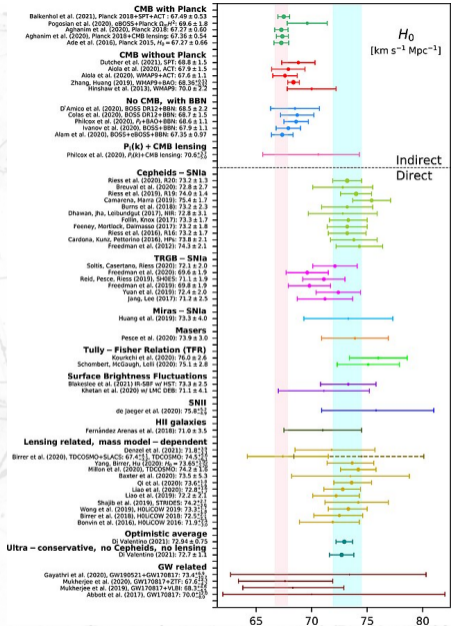 CMB with Planck
Balkenhol et al. (2021), Planck 2018+SPT+ACT : 67.49 ± 0.53
Pogosian et al. (2020), eBOSS+Planck Ωₘh²: 69.6 ± 1.8
Aghanim et al. (2020), Planck 2018: 67.27 ± 0.60
Aghanim et al. (2020), Planck 2018+CMB lensing: 67.36 ± 0.54
Ade et al. (2016), Planck 2015, H₀ = 67.27 ± 0.66
CMB without Planck
Dutcher et al. (2021), SPT: 68.8 ± 1.5
Aiola et al. (2020), ACT: 67.9 ± 1.5
Aiola et al. (2020), WMAP9+ACT: 67.6 ± 1.1
Zhang, Huang (2019), WMAP9+BAO: 68.36
Hinshaw et al. (2013), WMAP9: 70.0 ± 2.2
No CMB, with BBN
D'Amico et al. (2020), BOSS DR12+BBN: 68.5 ± 2.2
Colas et al. (2020), BOSS DR12+BBN: 68.7 ± 1.5
Philcox et al. (2020), Pₗ+BAO+BBN: 68.6 ± 1.1
Ivanov et al. (2020), BOSS+BBN: 67.9 ± 1.1
Alam et al. (2020), BOSS+eBOSS+BBN: 67.35 ± 0.97
Pₗ(k) + CMB lensing
Philcox et al. (2020), Pₗ(k)+CMB lensing: 70.6
Cepheids − SNIa
Riess et al. (2020), R20: 73.2 ± 1.3
Breuval et al. (2020): 72.8 ± 2.7
Riess et al. (2019), R19: 74.0 ± 1.4
Camarena, Marra (2019): 75.4 ± 1.7
Burns et al. (2018): 73.2 ± 2.3
Dhawan, Jha, Leibundgut (2017), NIR: 72.8 ± 3.1
Follin, Knox (2017): 73.3 ± 1.7
Feeney, Mortlock, Dalmasso (2017): 73.2 ± 1.8
Riess et al. (2016), R16: 73.2 ± 1.7
Cardona, Kunz, Pettorino (2016), HPs: 73.8 ± 2.1
Freedman et al. (2012): 74.3 ± 2.1
TRGB − SNIa
Soltis, Casertano, Riess (2020): 72.1 ± 2.0
Freedman et al. (2020): 69.6 ± 1.9
Reid, Pesce, Riess (2019), SH0ES: 71.1 ± 1.9
Freedman et al. (2019): 69.8 ± 1.9
Yuan et al. (2019): 72.4 ± 2.0
Jang, Lee (2017): 71.2 ± 2.5
Miras − SNIa
Huang et al. (2019): 73.3 ± 4.0
Masers
Pesce et al. (2020): 73.9 ± 3.0
Tully − Fisher Relation (TFR)
Kourkchi et al. (2020): 76.0 ± 2.6
Schombert, McGaugh, Lelli (2020): 75.1 ± 2.8
Surface Brightness Fluctuations
Blakeslee et al. (2021) IR-SBF w/ HST: 73.3 ± 2.5
Khetan et al. (2020) w/ LMC DEB: 71.1 ± 4.1
SNII
de Jaeger et al. (2020): 75.8
HII galaxies
Fernández Arenas et al. (2018): 71.0 ± 3.5
Lensing related, mass model − dependent
Denzel et al. (2021): 71.8
Birrer et al. (2020), TDCOSMO+SLACS: 67.4, TDCOSMO: 74.5
Yang, Birrer, Hu (2020): H₀ = 73.65
Millon et al. (2020), TDCOSMO: 74.2 ± 1.6
Baxter et al. (2020): 73.5 ± 5.3
Qi et al. (2020): 73.6
Liao et al. (2020): 72.8
Liao et al. (2019): 72.2 ± 2.1
Shajib et al. (2019), STRIDES: 74.2
Wong et al. (2019), H0LiCOW 2019: 73.3
Birrer et al. (2018), H0LiCOW 2018: 72.5
Bonvin et al. (2016), H0LiCOW 2016: 71.9
Optimistic average
Di Valentino (2021): 72.94 ± 0.75
Ultra − conservative, no Cepheids, no lensing
Di Valentino (2021): 72.7 ± 1.1
GW related
Gayathri et al. (2020), GW190521+GW170817: 73.4
Mukherjee et al. (2020), GW170817+ZTF: 67.6
Mukherjee et al. (2019), GW170817+VLBI: 68.3
Abbott et al. (2017), GW170817: 70.0
H₀
[km s⁻¹ Mpc⁻¹]
Indirect
Direct
65 70 75 80